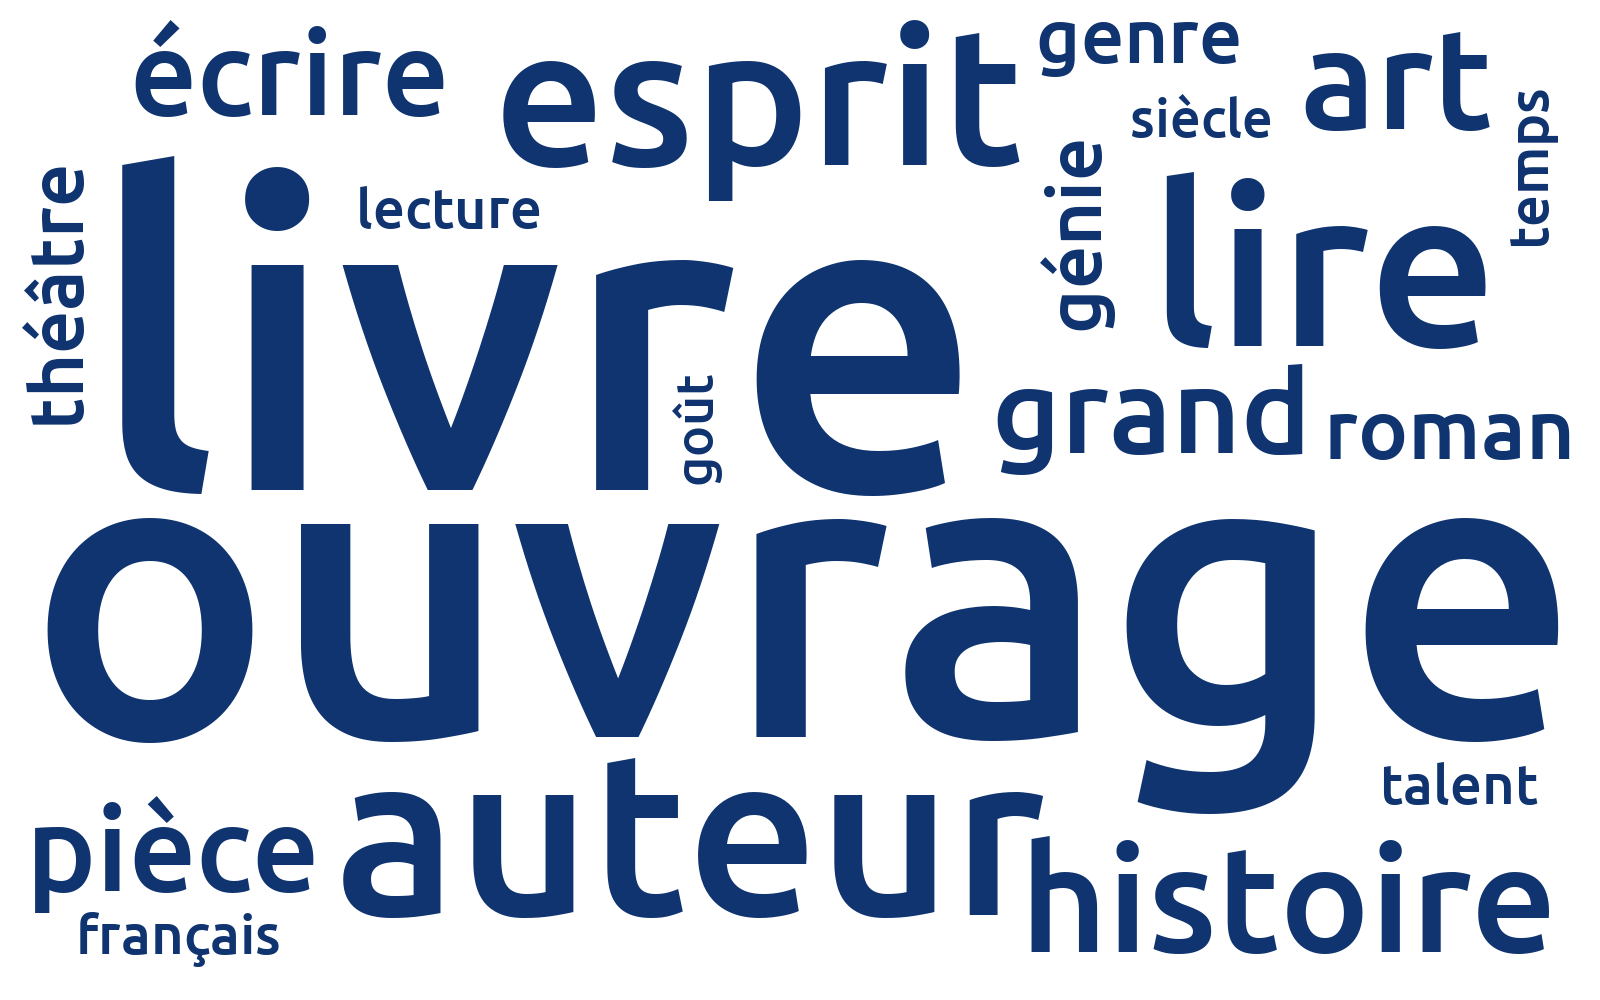 écrire
esprit
genre
art
siècle
temps
génie
théâtre
lecture
livre
lire
goût
grand
roman
ouvrage
talent
pièce
auteur
histoire
français